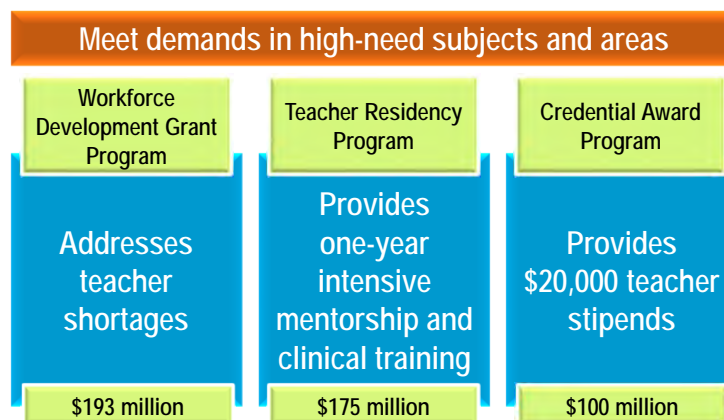 Meet demands in high-need subjects and areas
Workforce
Development Grant
Program
Addresses
teacher
shortages
$193 million
Teacher Residency
Program
Provides
one-year
intensive
mentorship and
clinical training
$175 million
Credential Award
Program
Provides
$20,000 teacher
stipends
$100 million